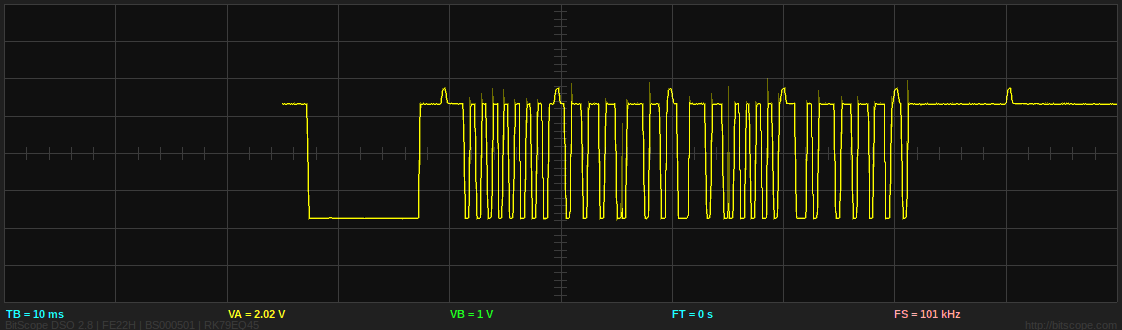 TB = 10 ms VA = 2.02 V VB = 1 V FT = 0 s FS = 101 kHz
BitScope DSO 2.8 | FE22H | BS000501 | RK79EQ45 http://bitscope.com